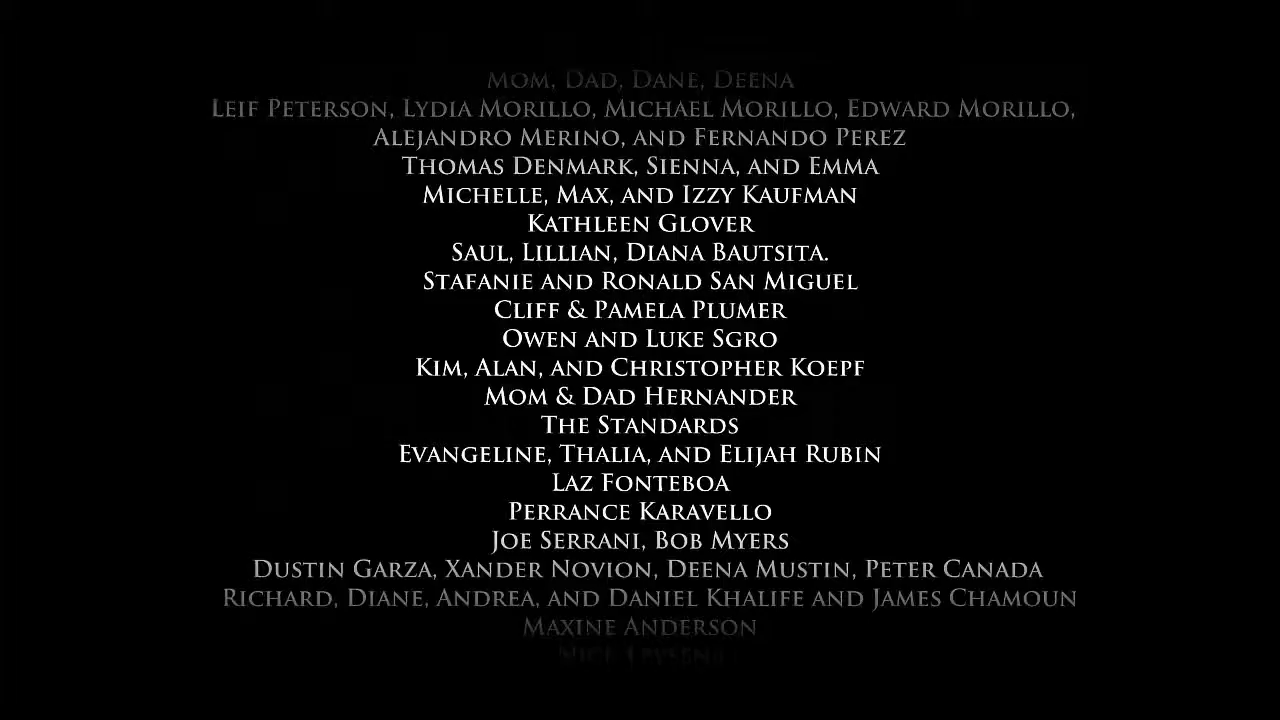 Mom, Dad, Dane, Deena
Leif Peterson, Lydia Morillo, Michael Morillo, Edward Morillo,
Alejandro Merino, and Fernando Perez
Thomas Denmark, Sienna, and Emma
Michelle, Max, and Izzy Kaufman
Kathleen Glover
Saul, Lillian, Diana Bautsita.
Stafanie and Ronald San Miguel
Cliff & Pamela Plumer
Owen and Luke Sgro
Kim, Alan, and Christopher Koepf
Mom & Dad Hernander
The Standards
Evangeline, Thalia, and Elijah Rubin
Laz Fonteboa
Perrance Karavello
Joe Serrani, Bob Myers
Dustin Garza, Xander Novion, Deena Mustin, Peter Canada
Richard, Diane, Andrea, and Daniel Khalife and James Chamoun
Maxine Anderson